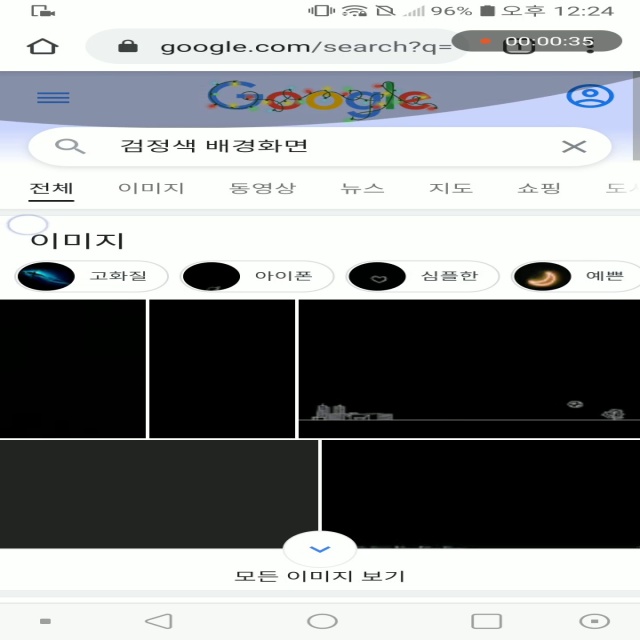 96% 오후 12:24
google.com/search?q=
00:00:35
Google
검정색 배경화면
전체 이미지 동영상 뉴스 지도 쇼핑
이미지
고화질 아이폰 심플한 예쁜
모든 이미지 보기